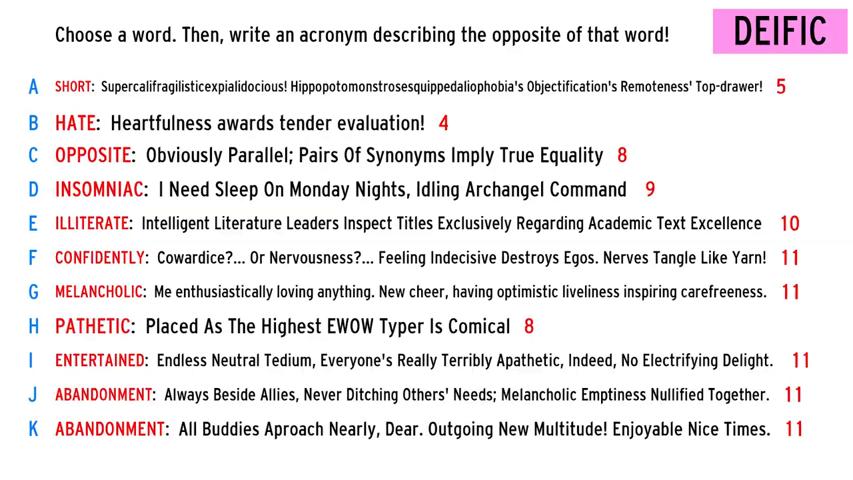 Choose a word. Then, write an acronym describing the opposite of that word!
DEIFIC
A SHORT: Supercalifragilisticexpialidocious! Hippopotomonstrosesquippedaliophobia's Objectification's Remoteness' Top-drawer! 5
B HATE: Heartfulness awards tender evaluation! 4
C OPPOSITE: Obviously Parallel; Pairs Of Synonyms Imply True Equality 8
D INSOMNIAC: I Need Sleep On Monday Nights, Idling Archangel Command 9
E ILLITERATE: Intelligent Literature Leaders Inspect Titles Exclusively Regarding Academic Text Excellence 10
F CONFIDENTLY: Cowardice?... Or Nervousness?... Feeling Indecisive Destroys Egos. Nerves Tangle Like Yarn! 11
G MELANCHOLIC: Me enthusiastically loving anything. New cheer, having optimistic liveliness inspiring carefreeness. 11
H PATHETIC: Placed As The Highest EWOW Typer Is Comical 8
I ENTERTAINED: Endless Neutral Tedium, Everyone's Really Terribly Apathetic, Indeed, No Electrifying Delight. 11
J ABANDONMENT: Always Beside Allies, Never Ditching Others' Needs; Melancholic Emptiness Nullified Together. 11
K ABANDONMENT: All Buddies Aproach Nearly, Dear. Outgoing New Multitude! Enjoyable Nice Times. 11